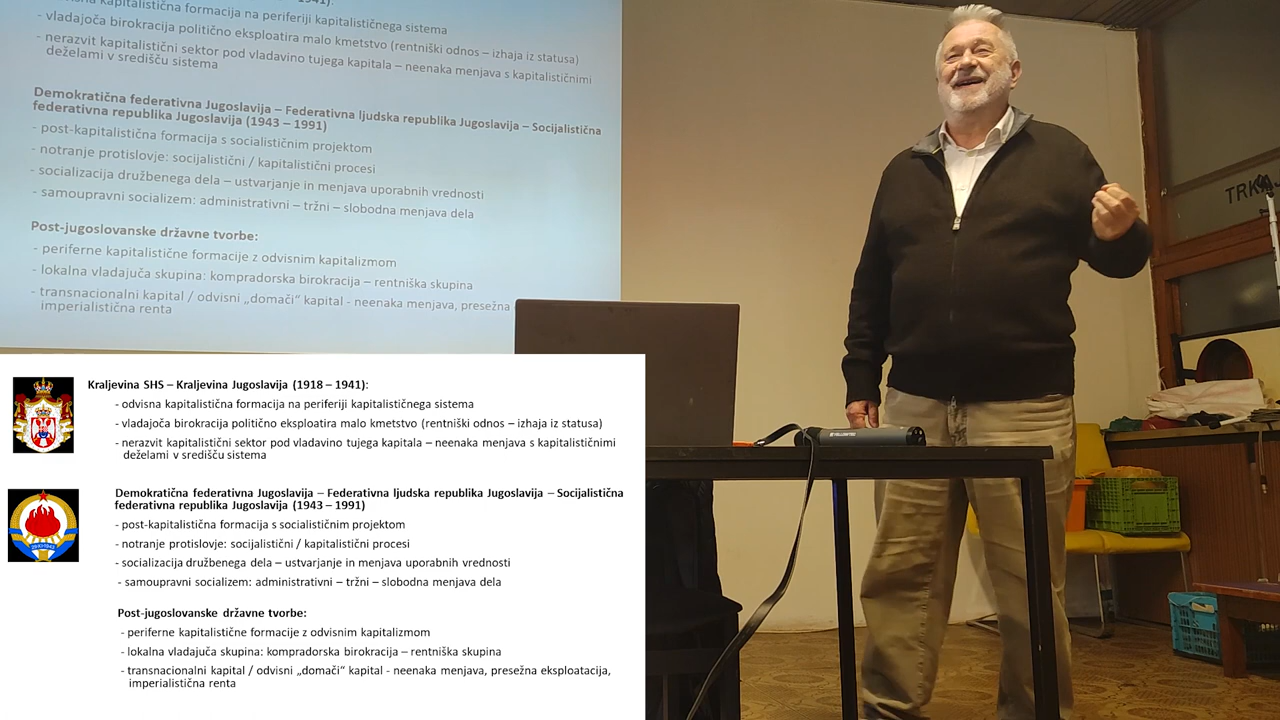 1941):
kapitalistična formacija na periferiji kapitalističnega sistema
- vladajoča birokracija politično eksploatira malo kmetstvo (rentniški odnos – izhaja iz statusa)
- nerazvit kapitalistični sektor pod vladavino tujega kapitala – neenaka menjava s kapitalističnimi
deželami v središču sistema
Demokratična federativna Jugoslavija – Federativna ljudska republika Jugoslavija – Socijalistična
federativna republika Jugoslavija (1943 – 1991)
- post-kapitalistična formacija s socialističnim projektom
- notranje protislovje: socijalistični / kapitalistični procesi
- socializacija družbenega dela – ustvarjanje in menjava uporabnih vrednosti
- samoupravni socializem: administrativni – tržni – slobodna menjava dela
Post-jugoslovanske državne tvorbe:
- periferne kapitalistične formacije z odvisnim kapitalizmom
- lokalna vladajuča skupina: kompradorska birokracija – rentniška skupina
- transnacionalni kapital / odvisni „domači“ kapital - neenaka menjava, presežna
imperialistična renta
TRKAJ
Kraljevina SHS – Kraljevina Jugoslavija (1918 – 1941):
- odvisna kapitalistična formacija na periferiji kapitalističnega sistema
- vladajoča birokracija politično eksploatira malo kmetstvo (rentniški odnos – izhaja iz statusa)
- nerazvit kapitalistični sektor pod vladavino tujega kapitala – neenaka menjava s kapitalističnimi
deželami v središču sistema
Demokratična federativna Jugoslavija – Federativna ljudska republika Jugoslavija – Socijalistična
federativna republika Jugoslavija (1943 – 1991)
- post-kapitalistična formacija s socialističnim projektom
- notranje protislovje: socijalistični / kapitalistični procesi
- socializacija družbenega dela – ustvarjanje in menjava uporabnih vrednosti
- samoupravni socializem: administrativni – tržni – slobodna menjava dela
Post-jugoslovanske državne tvorbe:
- periferne kapitalistične formacije z odvisnim kapitalizmom
- lokalna vladajuča skupina: kompradorska birokracija – rentniška skupina
- transnacionalni kapital / odvisni „domači“ kapital - neenaka menjava, presežna eksploatacija,
imperialistična renta